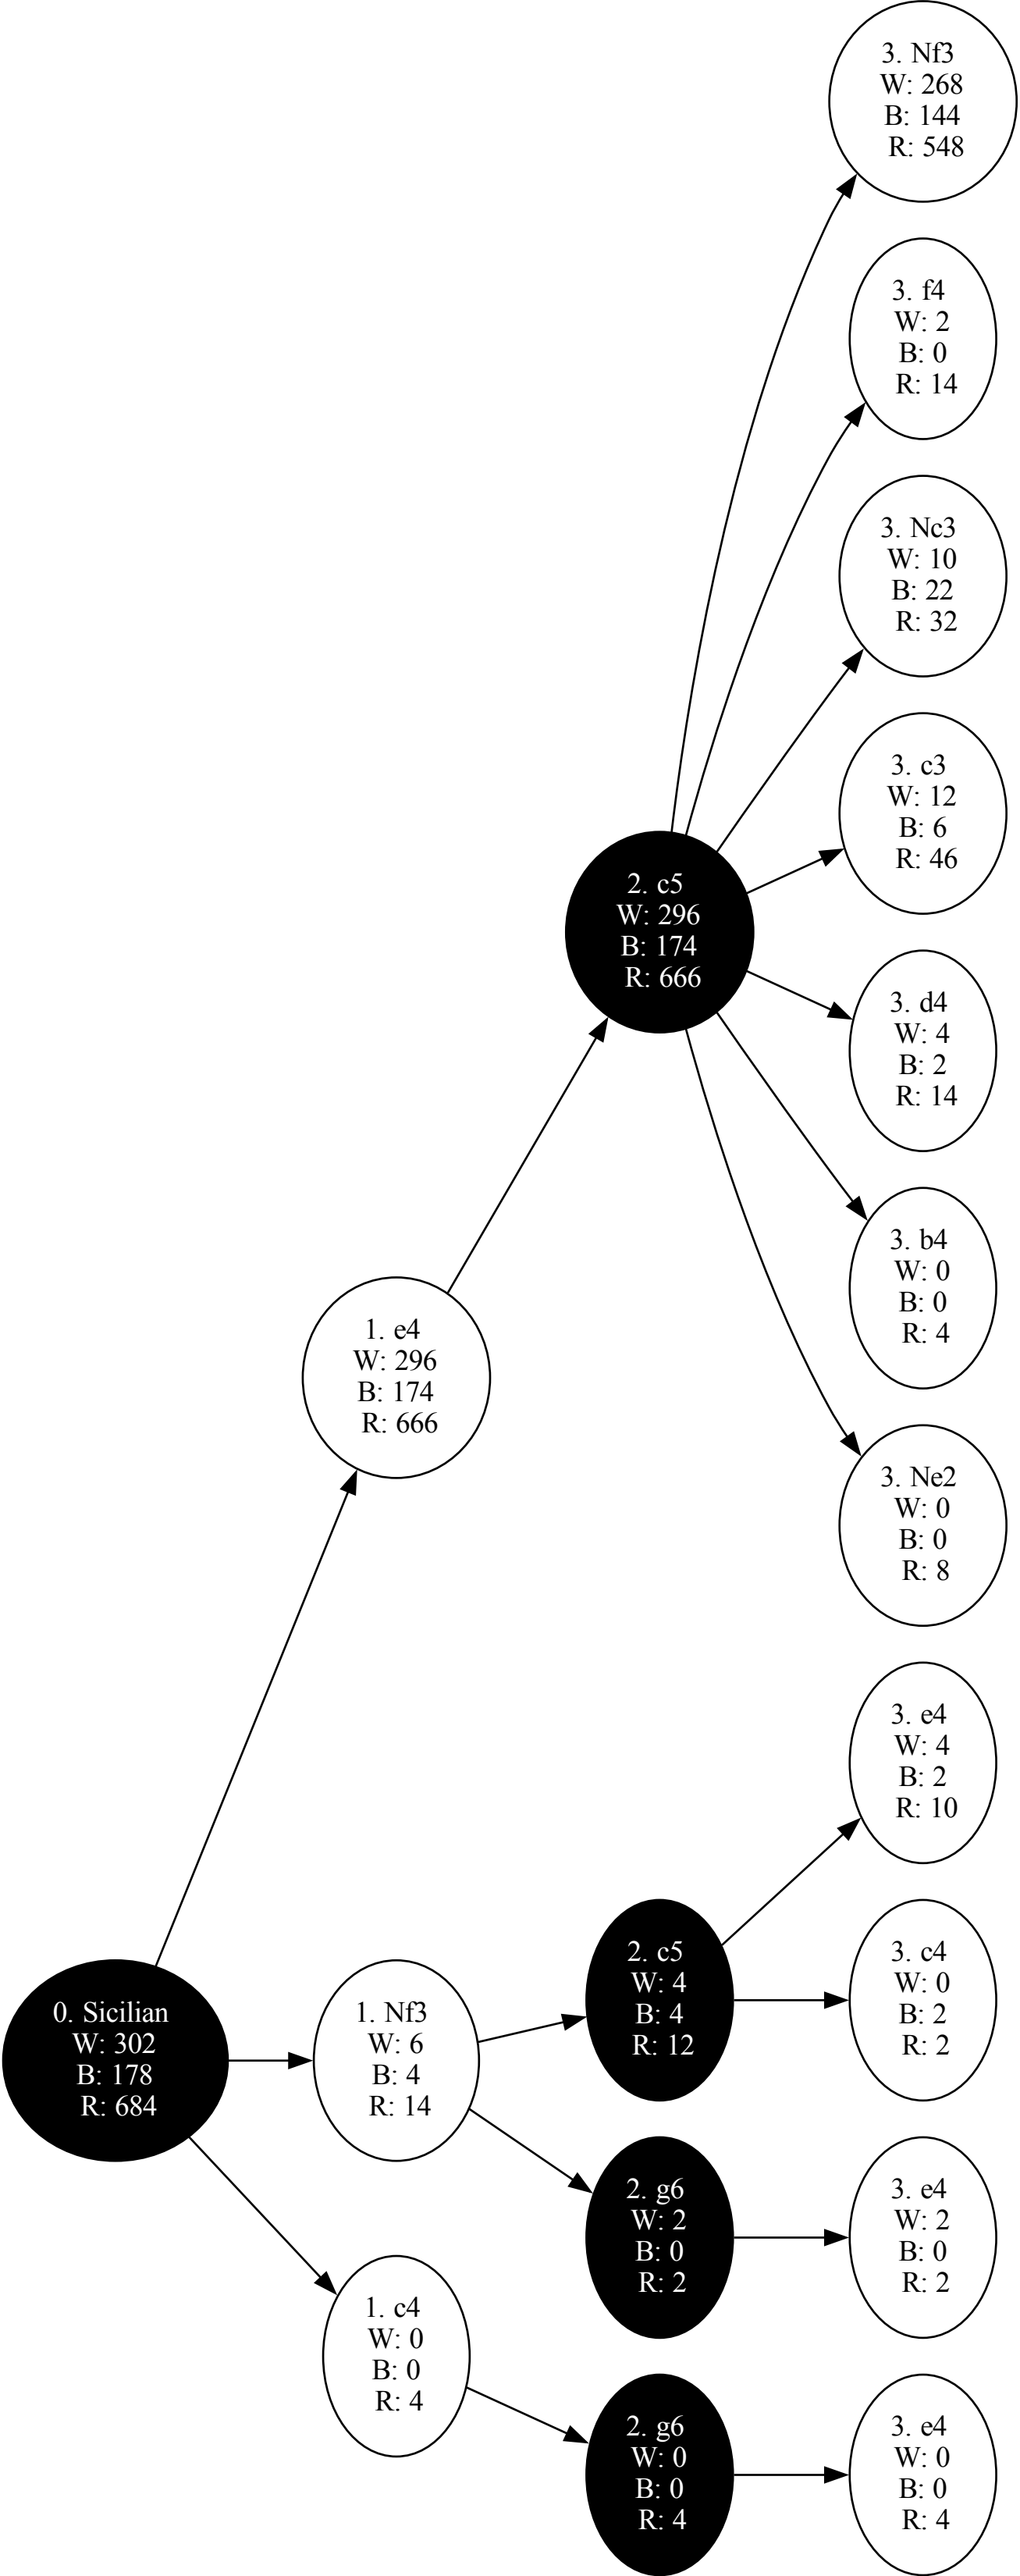 3. Nf3
W: 268
B: 144
R: 548
3. f4
W: 2
B: 0
R: 14
3. Nc3
W: 10
B: 22
R: 32
3. c3
W: 12
B: 6
R: 46
2. c5
W: 296
B: 174
R: 666
3. d4
W: 4
B: 2
R: 14
3. b4
W: 0
B: 0
R: 4
1. e4
W: 296
B: 174
R: 666
3. Ne2
W: 0
B: 0
R: 8
3. e4
W: 4
B: 2
R: 10
2. c5
W: 4
B: 4
R: 12
3. c4
W: 0
B: 2
R: 2
0. Sicilian
W: 302
B: 178
R: 684
1. Nf3
W: 6
B: 4
R: 14
2. g6
W: 2
B: 0
R: 2
3. e4
W: 2
B: 0
R: 2
1. c4
W: 0
B: 0
R: 4
2. g6
W: 0
B: 0
R: 4
3. e4
W: 0
B: 0
R: 4